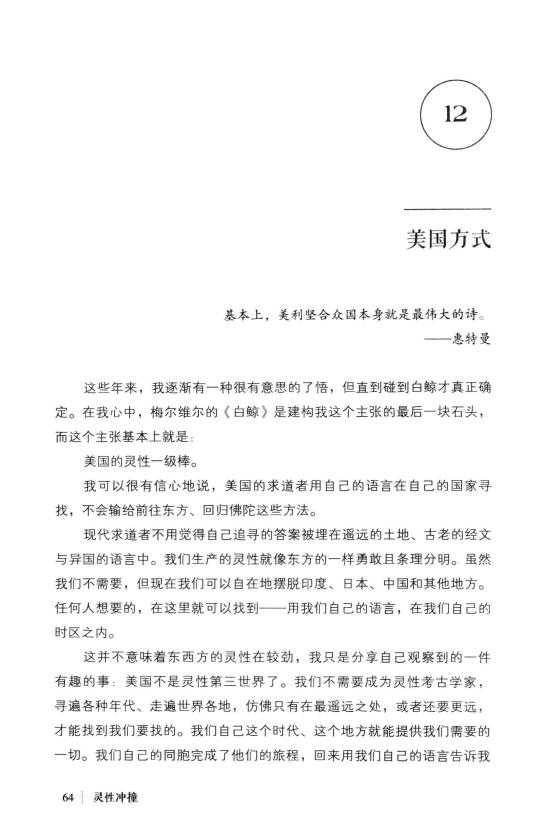 12
美国方式
基本上，美利坚合众国本身就是最伟大的诗。
——惠特曼
这些年来，我逐渐有一种很有意思的了悟，但直到碰到白鲸才真正确
定。在我心中，梅尔维尔的《白鲸》是建构我这个主张的最后一块石头，
而这个主张基本上就是：
美国的灵性一级棒。
我可以很有信心地说，美国的求道者用自己的语言在自己的国家寻
找，不会输给前往东方、回归佛陀这些方法。
现代求道者不用觉得自己追寻的答案被埋在遥远的土地、古老的经文
与异国的语言中。我们生产的灵性就像东方的一样勇敢且条理分明。虽然
我们不需要，但现在我们可以自在地摆脱印度、日本、中国和其他地方。
任何人想要的，在这里就可以找到——用我们自己的语言，在我们自己的
时区之内。
这并不意味着东西方的灵性在较劲，我只是分享自己观察到的一件
有趣的事：美国不是灵性第三世界了。我们不需要成为灵性考古学家，
寻遍各种年代、走遍世界各地，仿佛只有在最遥远之处，或者还要更远，
才能找到我们要找的。我们自己这个时代、这个地方就能提供我们需要的
一切。我们自己的同胞完成了他们的旅程，回来用我们自己的语言告诉我
64 灵性冲撞